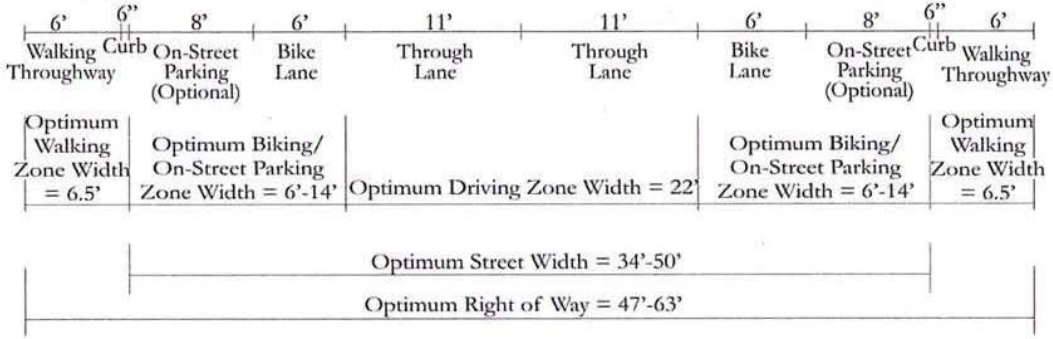 6’ 6” 8’ 6’ 11’ 11’ 6’ 8’ 6” 6’
Walking Throughway
Curb
On-Street Parking (Optional)
Bike Lane
Through Lane
Through Lane
Bike Lane
On-Street Parking (Optional)
Curb
Walking Throughway
Optimum
Walking
Zone Width
= 6.5’
Optimum Biking/
On-Street Parking
Zone Width = 6’-14’
Optimum Driving Zone Width = 22’
Optimum Biking/
On-Street Parking
Zone Width = 6’-14’
Optimum
Walking
Zone Width
= 6.5’
Optimum Street Width = 34’-50’
Optimum Right of Way = 47’-63’